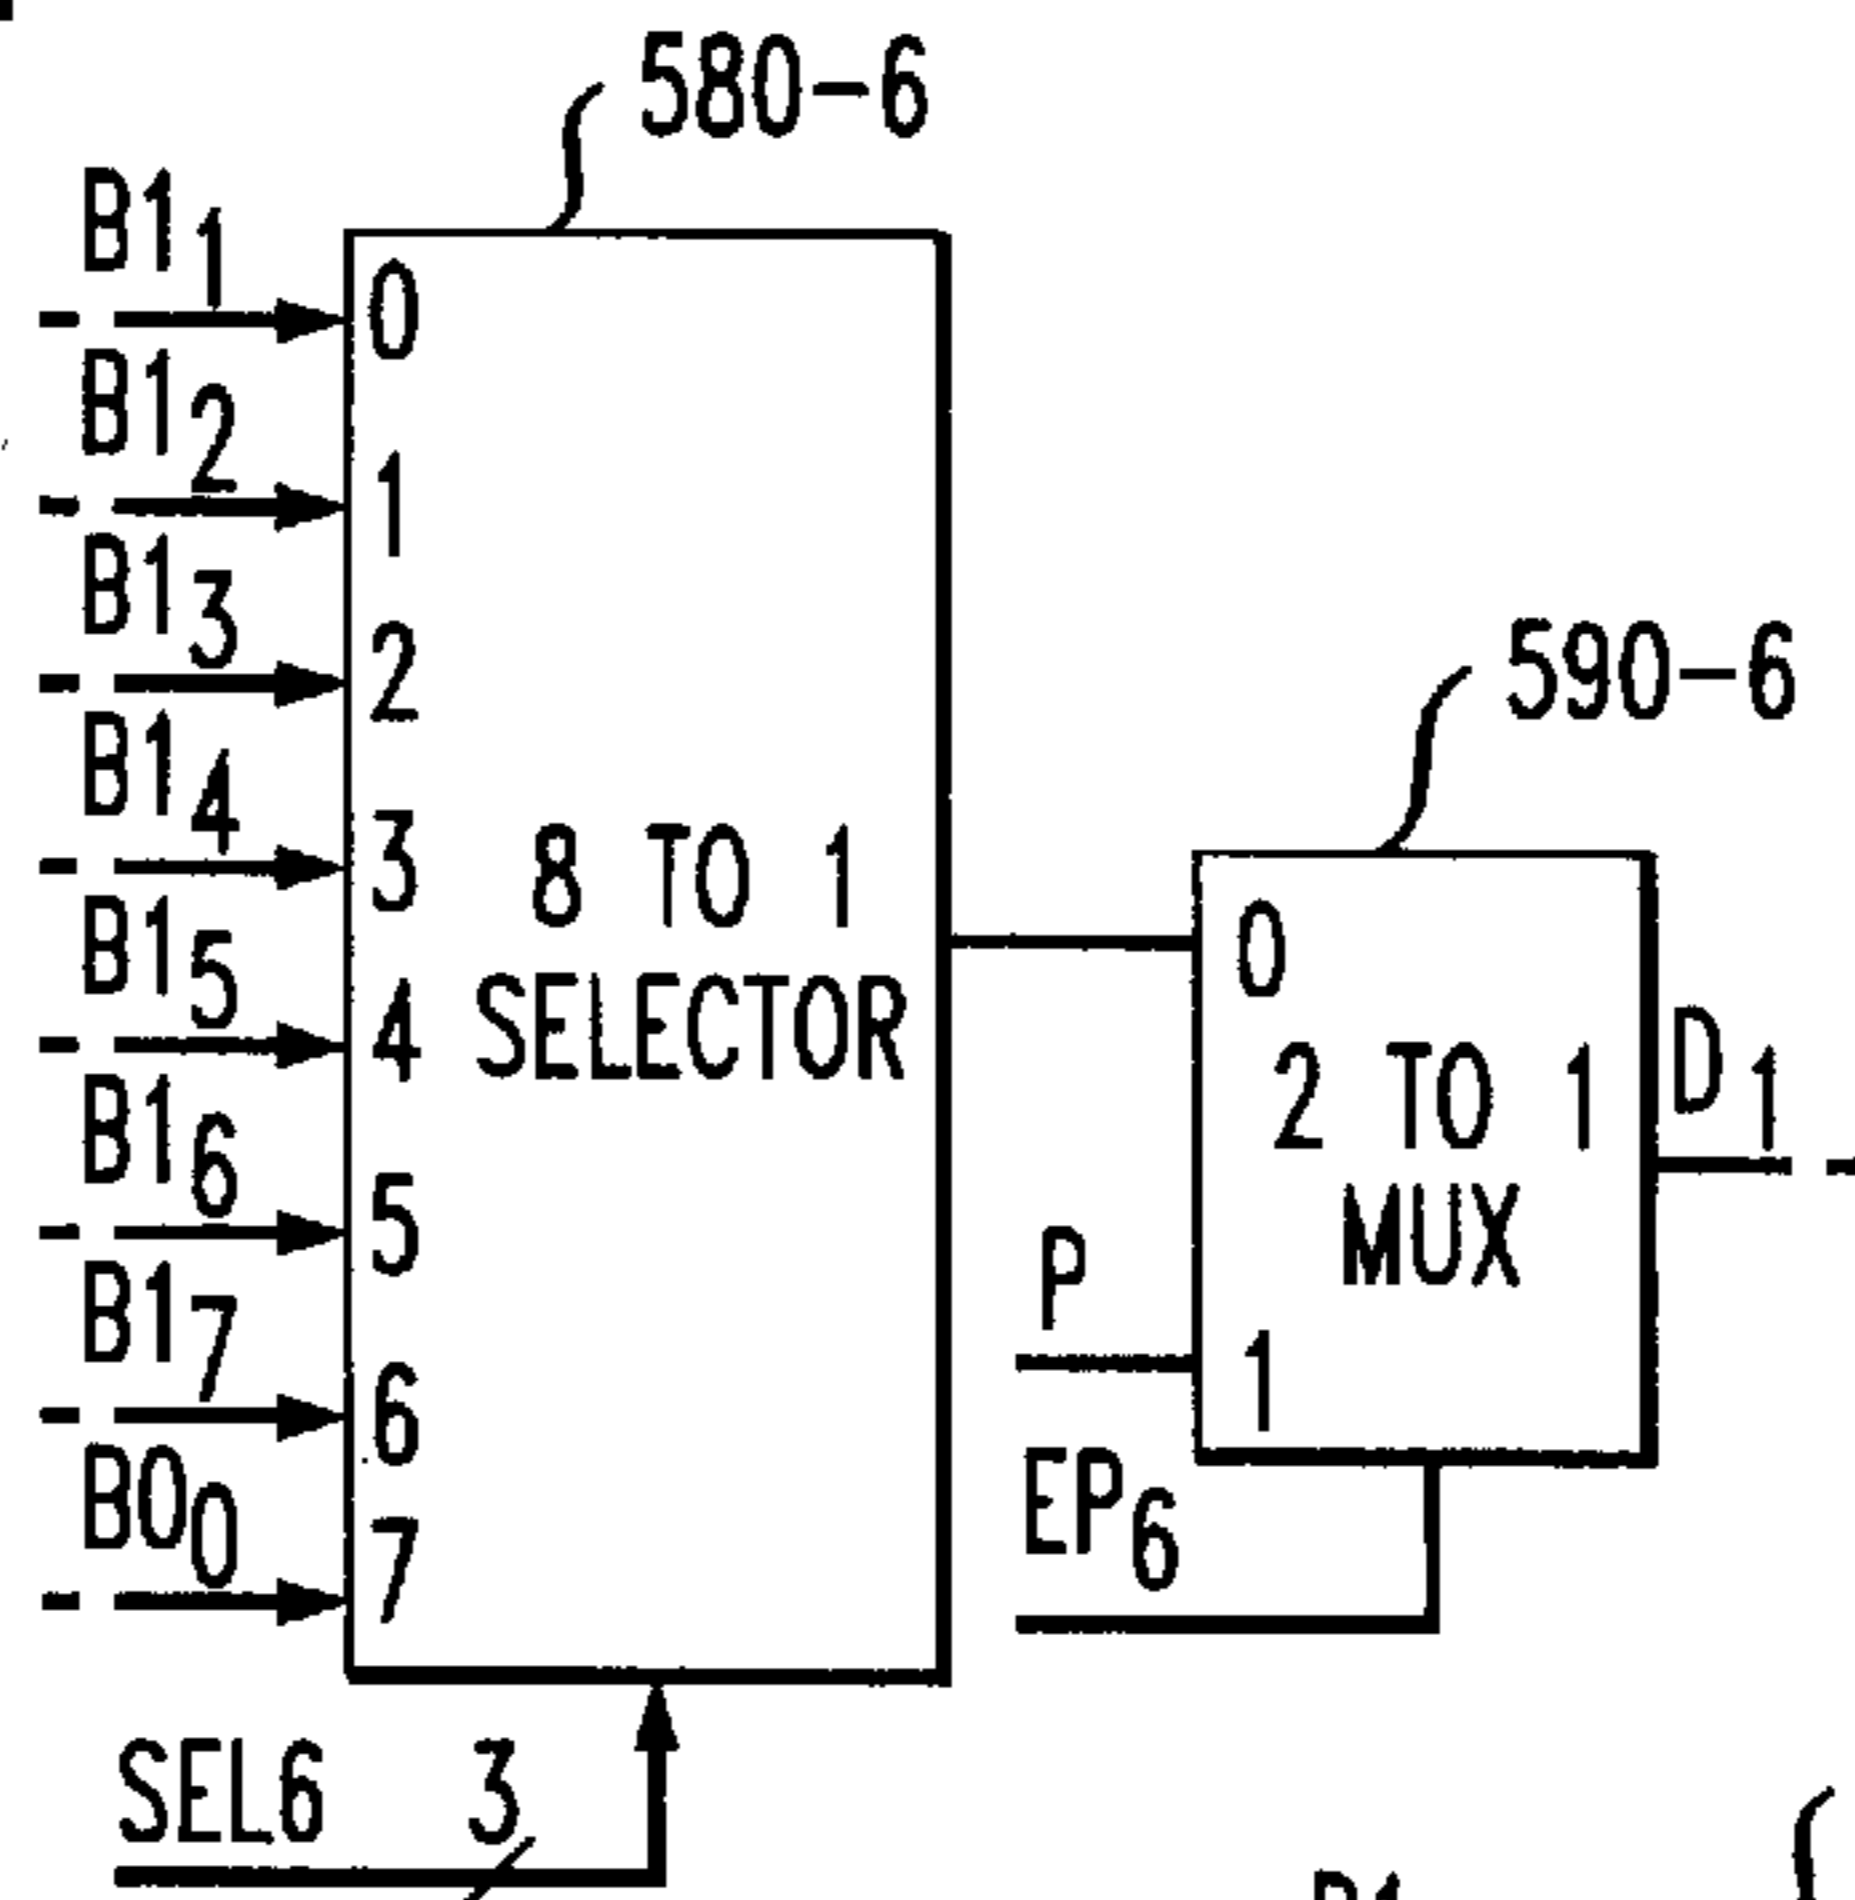 580-6
B1₁
0
B1₂
1
B1₃
2
590-6
B1₄
3
8 TO 1
SELECTOR
0
B1₅
4
2 TO 1
MUX
D₁
B1₆
5
P
1
B1₇
6
EP₆
B0₀
7
SEL6 3